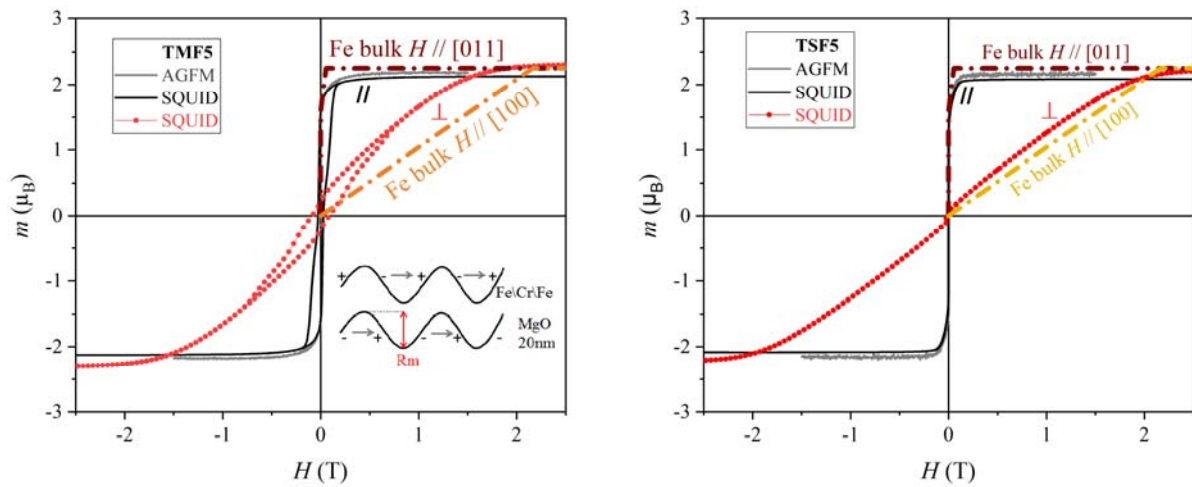 TMF5
AGFM
SQUID
SQUID
Fe bulk H // [011]
//
⊥
Fe bulk H // [100]
3
2
1
0
-1
-2
-3
m (μB)
-2 -1 0 1 2
H (T)
+ - + - +
Fe\Cr\Fe
- + - + -
MgO
20nm
Rm
TSF5
AGFM
SQUID
SQUID
Fe bulk H // [011]
//
⊥
Fe bulk H // [100]
3
2
1
0
-1
-2
-3
m (μB)
-2 -1 0 1 2
H (T)